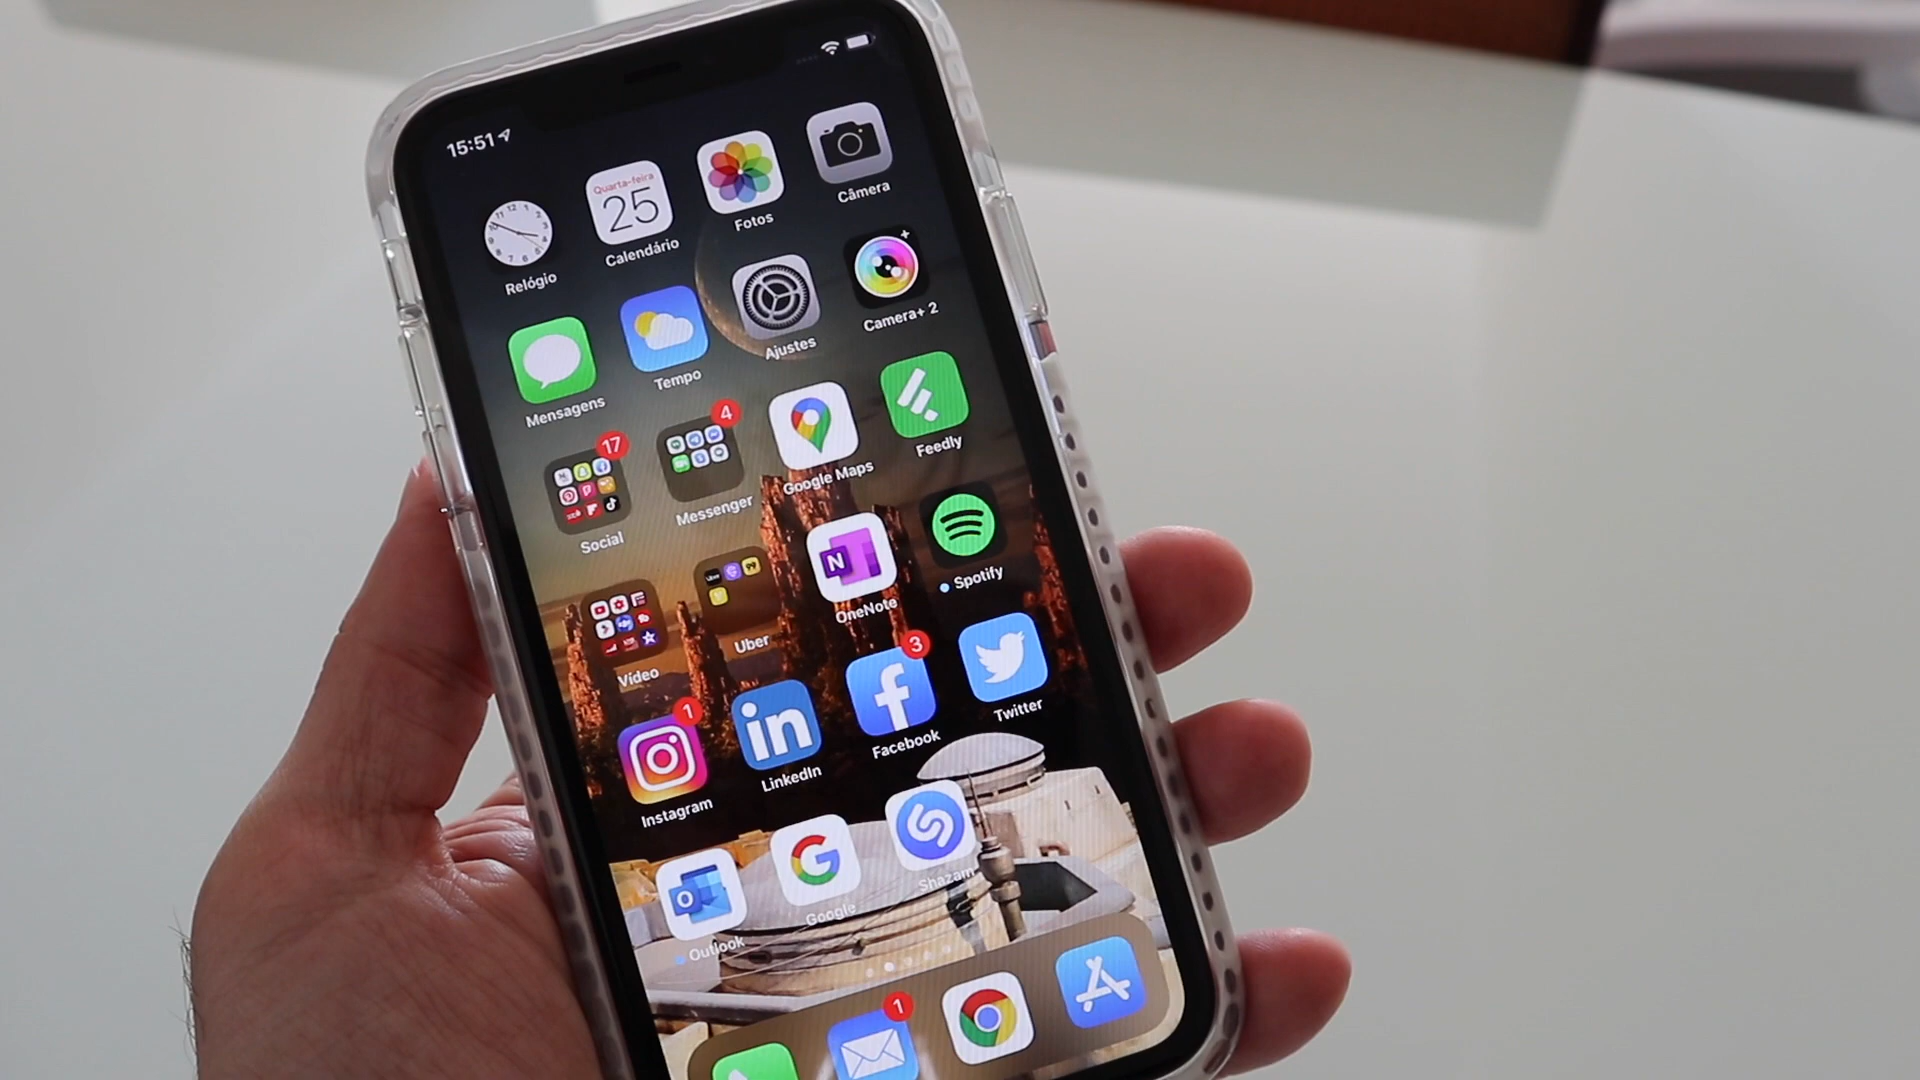 15:51
Quarta-feira
25
Relógio
Calendário
Fotos
Câmera
Mensagens
Tempo
Ajustes
Camera+ 2
17
4
Social
Messenger
Google Maps
Feedly
N
Vídeo
Uber
OneNote
Spotify
1
in
3
f
Instagram
LinkedIn
Facebook
Twitter
O
G
Outlook
Google
Shazam
1